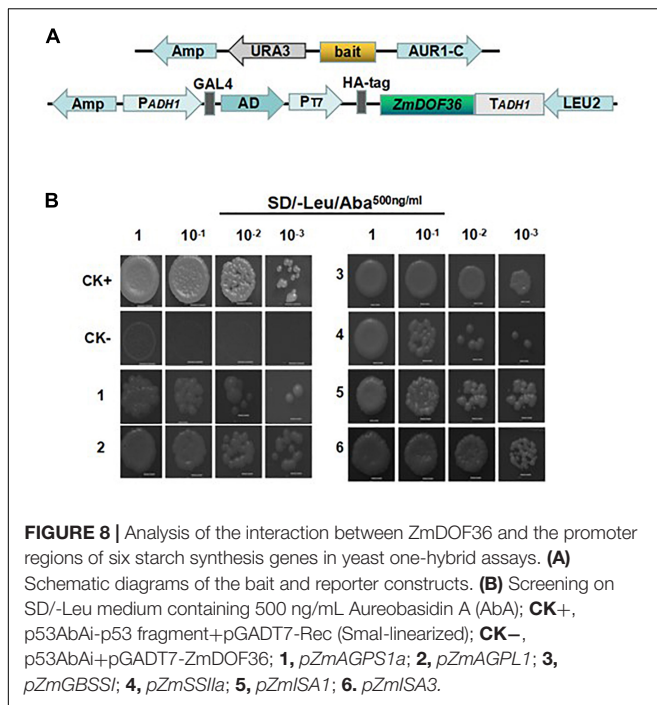 A
Amp URA3 bait AUR1-C
GAL4 HA-tag
Amp PADH1 AD PT7 ZmDOF36 TADH1 LEU2
B
SD/-Leu/Aba500ng/ml
1 10-1 10-2 10-3 1 10-1 10-2 10-3
CK+ 3
CK- 4
1 5
2 6
FIGURE 8 | Analysis of the interaction between ZmDOF36 and the promoter
regions of six starch synthesis genes in yeast one-hybrid assays. (A)
Schematic diagrams of the bait and reporter constructs. (B) Screening on
SD/-Leu medium containing 500 ng/mL Aureobasidin A (AbA); CK+,
p53AbAi-p53 fragment+pGADT7-Rec (SmaI-linearized); CK−,
p53AbAi+pGADT7-ZmDOF36; 1, pZmAGPS1a; 2, pZmAGPL1; 3,
pZmGBSSI; 4, pZmSSIIa; 5, pZmISA1; 6. pZmISA3.